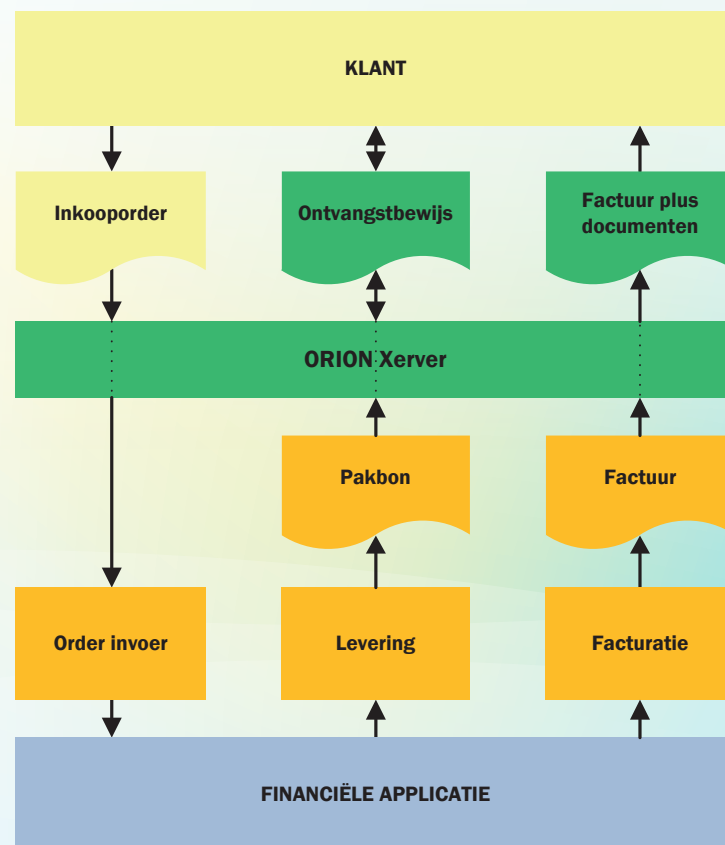 KLANT
Inkooporder
Ontvangstbewijs
Factuur plus
documenten
ORION Xerver
Pakbon
Factuur
Order invoer
Levering
Facturatie
FINANCIËLE APPLICATIE